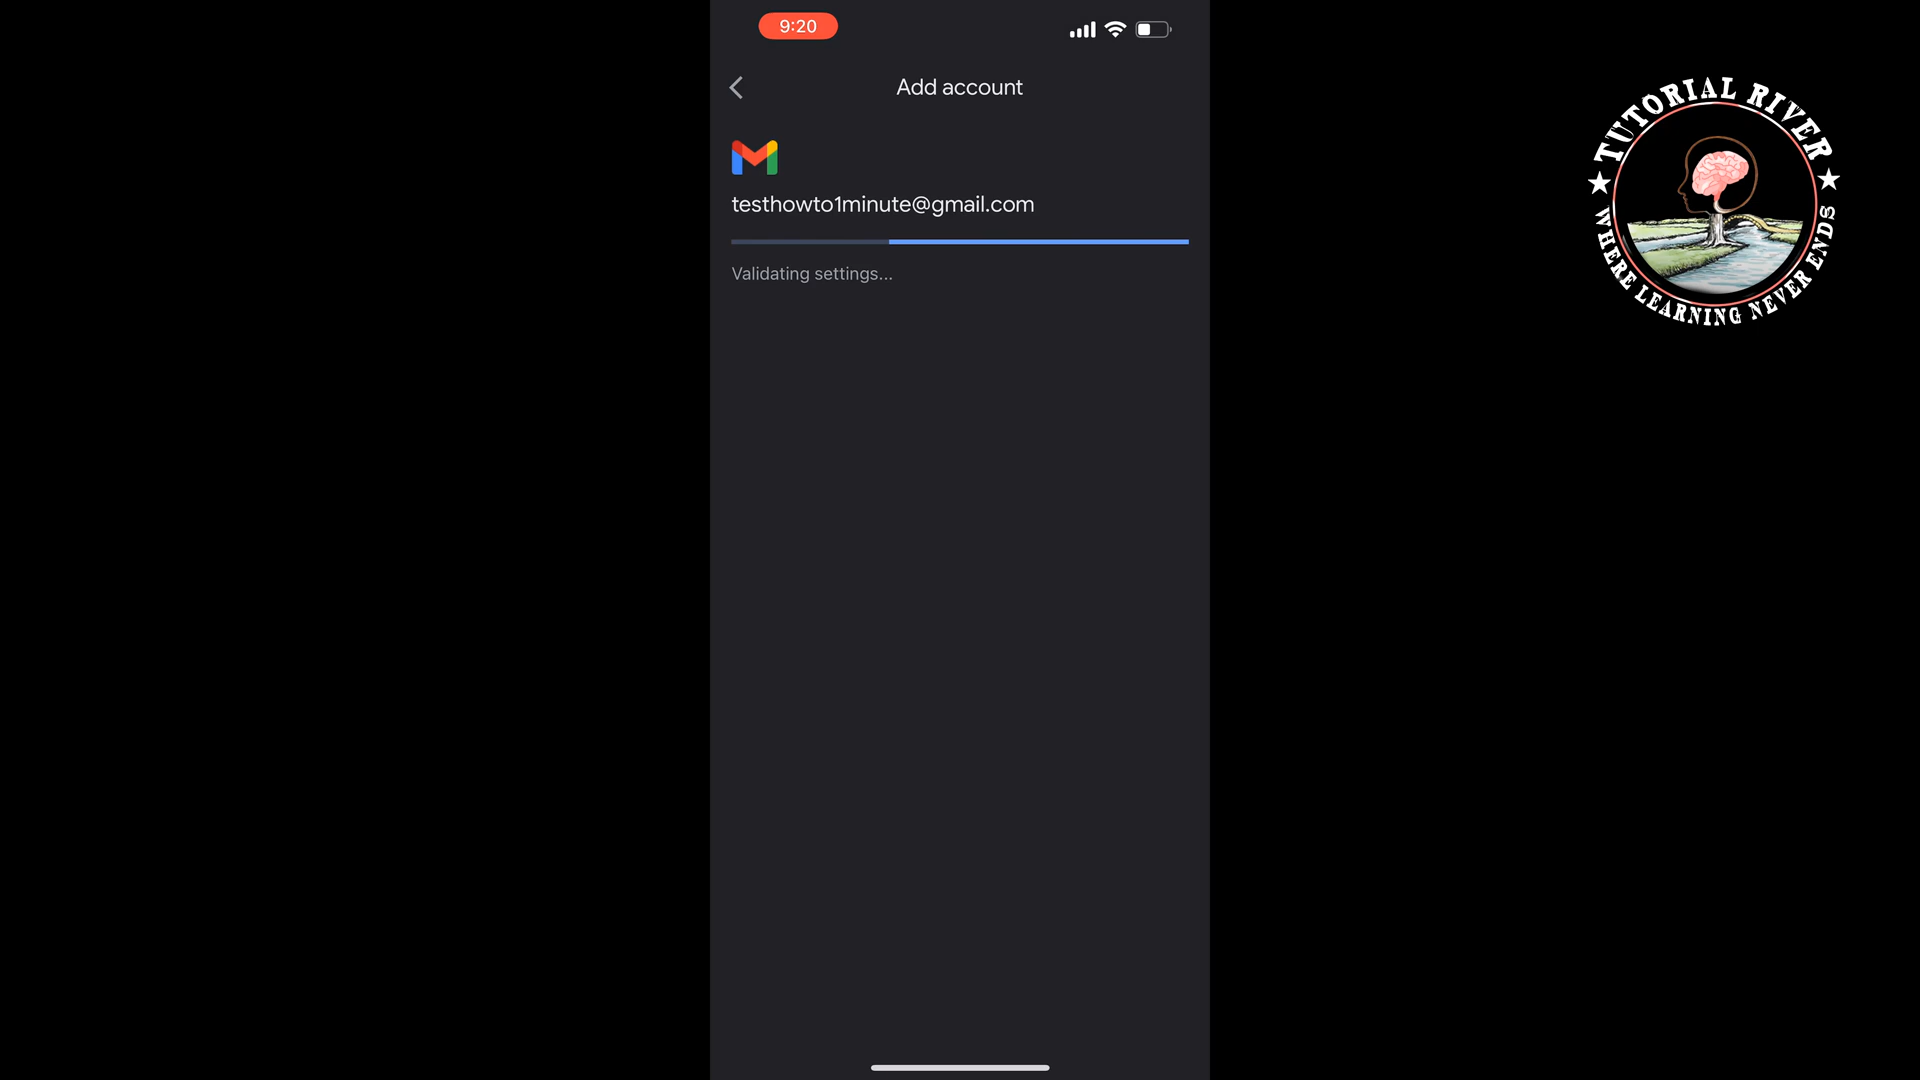 9:20
Add account
testhowto1minute@gmail.com
Validating settings...
TUTORIAL RIVER
WHERE LEARNING NEVER ENDS